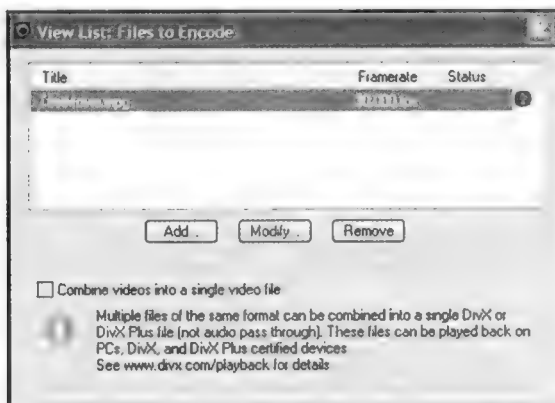 View List: Files to Encode
Title Framerate Status
Add . Modify . Remove
Combine videos into a single video file
Multiple files of the same format can be combined into a single DivX or
DivX Plus file (not audio pass through). These files can be played back on
PCs, DivX, and DivX Plus certified devices
See www.divx com/playback for details